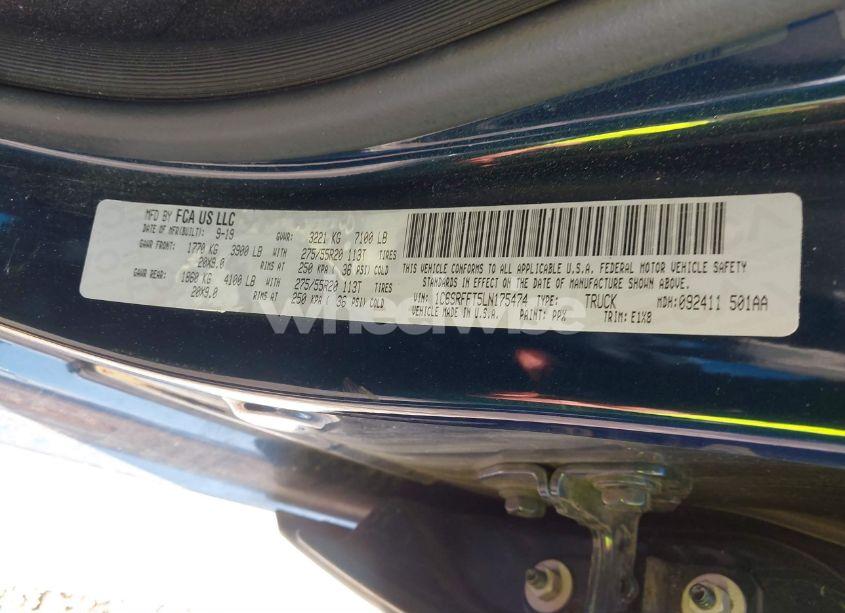 MFD BY FCA US LLC
DATE OF MFR(BUILT): 9-19 GVWR: 3221 KG 7100 LB
GAWR FRONT: 1770 KG 3900 LB WITH 275/55R20 113T TIRES
20X9.0 RIMS AT 250 KPA ( 36 PSI) COLD
GAWR REAR: 1860 KG 4100 LB WITH 275/55R20 113T TIRES
20X9.0 RIMS AT 250 KPA ( 36 PSI) COLD
THIS VEHICLE CONFORMS TO ALL APPLICABLE U.S.A. FEDERAL MOTOR VEHICLE SAFETY
STANDARDS IN EFFECT ON THE DATE OF MANUFACTURE SHOWN ABOVE.
VIN: 1C6SRFFT5LN175474 TYPE: TRUCK MDH:092411 501AA
VEHICLE MADE IN U.S.A. PAINT: PPX TRIM: E1X8
wheelwise